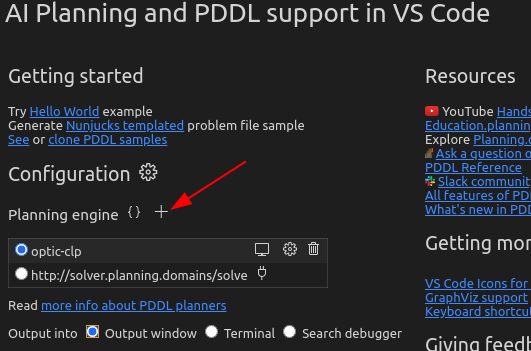 AI Planning and PDDL support in VS Code
Getting started
Try Hello World example
Generate Nunjucks templated problem file sample
See or clone PDDL samples
Configuration
Planning engine {} +
optic-clp
http://solver.planning.domains/solve
Read more info about PDDL planners
Output into Output window Terminal Search debugger
Resources
YouTube Hands
Education.plannin
Explore Planning.
Ask a question o
PDDL Reference
Slack communit
All features of PD
What's new in PDD
Getting mor
VS Code Icons for
GraphViz support
Keyboard shortcut
Giving feedh